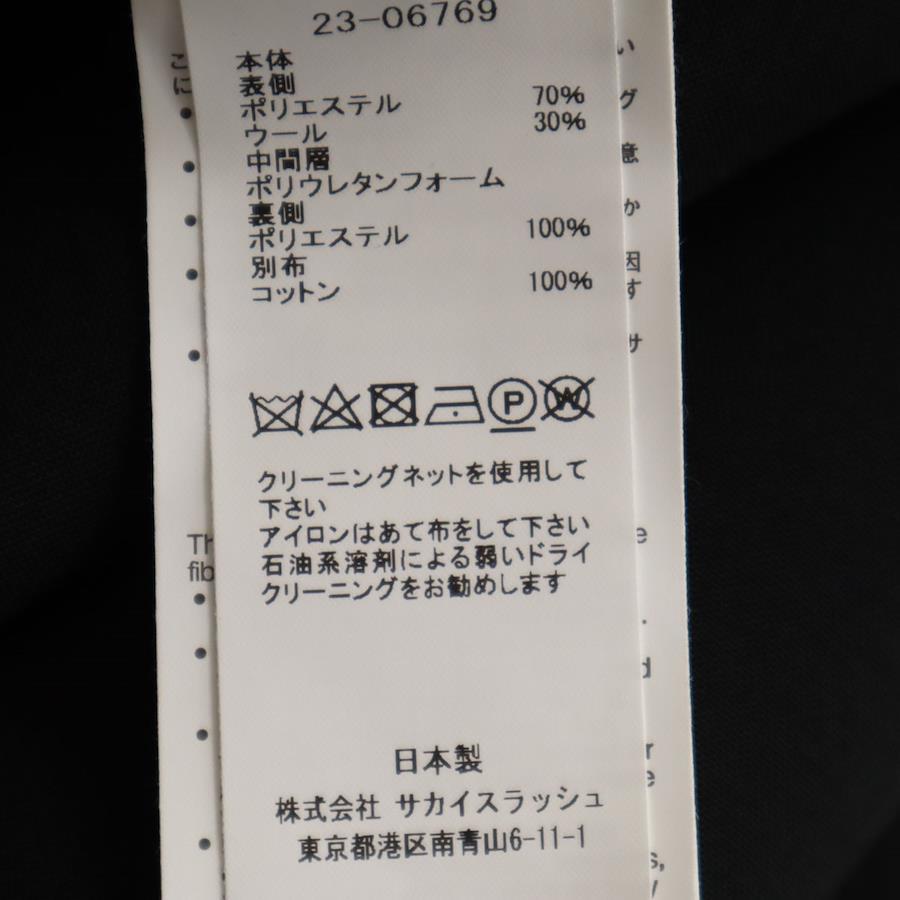 23-06769
本体
表側
ポリエステル 70%
ウール 30%
中間層
ポリウレタンフォーム
裏側
ポリエステル 100%
別布
コットン 100%
P
W
クリーニングネットを使用して
下さい
アイロンはあて布をして下さい
石油系溶剤による弱いドライ
クリーニングをお勧めします
日本製
株式会社 サカイスラッシュ
東京都港区南青山6-11-1